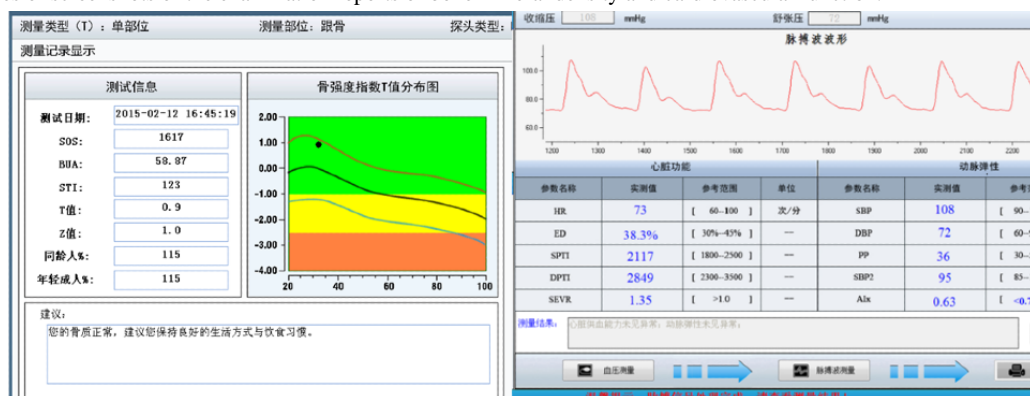 测量类型（T）：单部位 测量部位：跟骨 探头类型：
测量记录显示
测试信息
测试日期： 2015-02-12 16:45:19
SOS： 1617
BUA： 58.87
STI： 123
T值： 0.9
Z值： 1.0
同龄人%： 115
年轻成人%： 115
骨强度指数T值分布图
2.00
1.00
0.00
-1.00
-2.00
-3.00
-4.00
20 40 60 80 100
建议：
您的骨质正常，建议您保持良好的生活方式与饮食习惯。
收缩压 108 mmHg 舒张压 72 mmHg
脉搏波波形
100.0
80.0
60.0
1200 1300 1400 1500 1600 1700 1800 1900 2000 2100 2200
心脏功能 动脉弹性
参数名称 实测值 参考范围 单位 参数名称 实测值
HR 73 [ 60--100 ] 次/分 SBP 108 [ 90--
ED 38.3% [ 30%--45% ] -- DBP 72 [ 60--
SPTI 2117 [ 1800--2500 ] -- PP 36 [ 30--
DPTI 2849 [ 2300--3500 ] -- SBP2 95 [ 85--
SEVR 1.35 [ >1.0 ] -- AIx 0.63 [ <0.7
测量结果： 心脏供血能力未见异常，动脉弹性未见异常；
血压测量 脉搏波测量